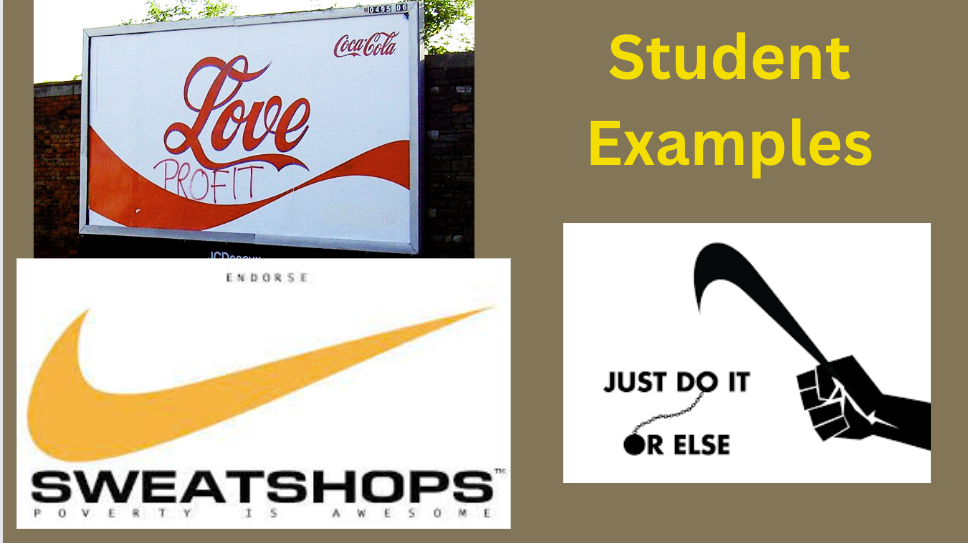 Coca-Cola
Love
PROFIT
Student
Examples
ENDORSE
SWEATSHOPS™
POVERTY IS AWESOME
JUST DO IT
OR ELSE